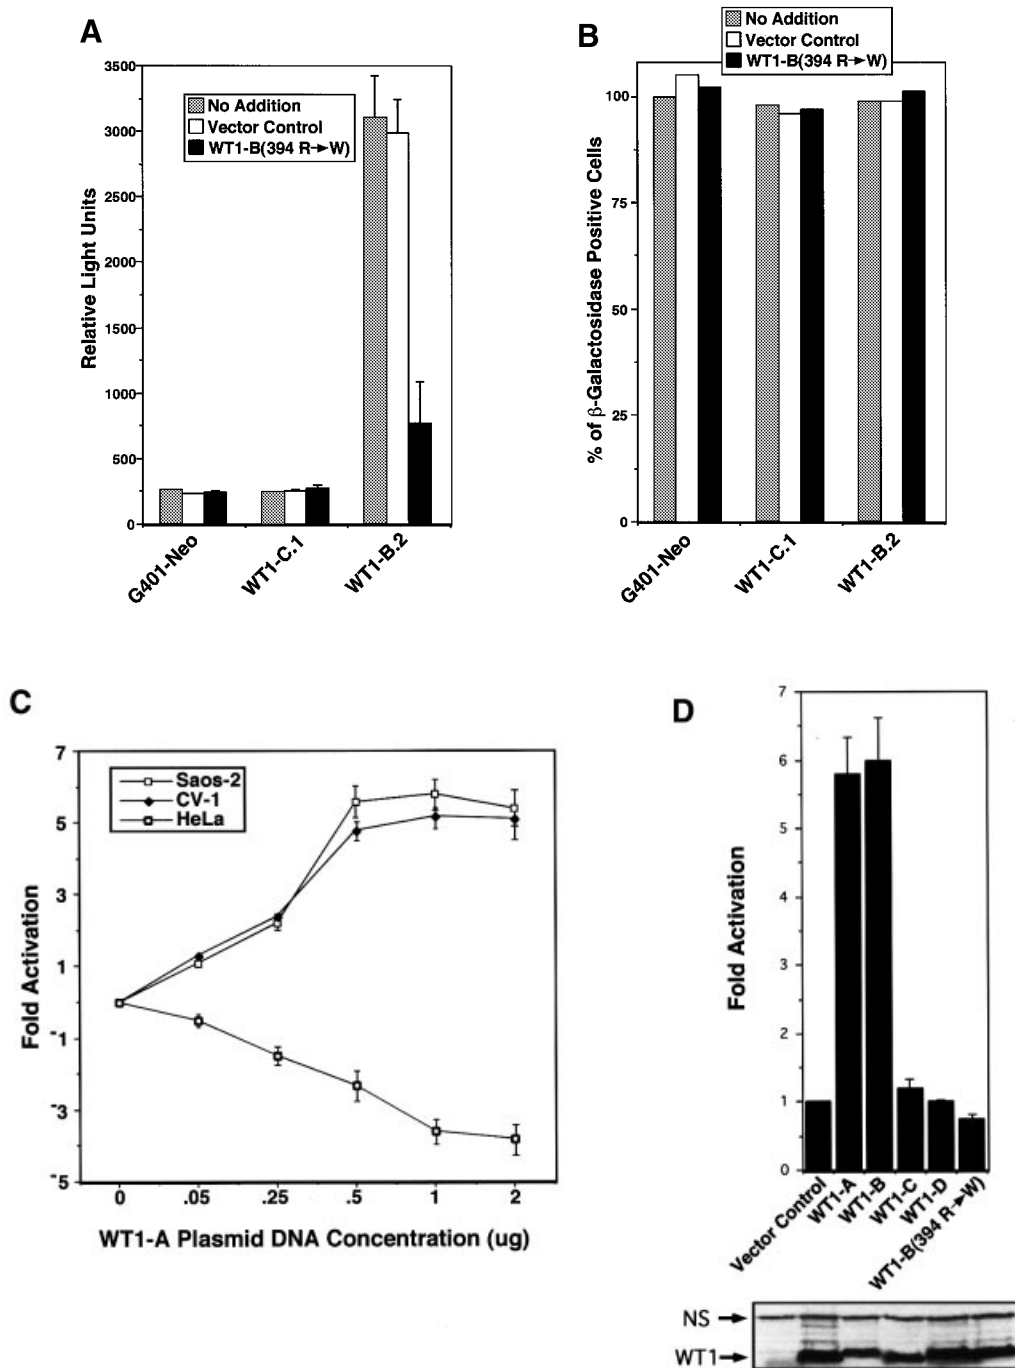 A
3500
3000
2500
2000
1500
1000
500
0
Relative Light Units
No Addition
Vector Control
WT1-B(394 R→W)
G401-Neo
WT1-C.1
WT1-B.2
B
No Addition
Vector Control
WT1-B(394 R→W)
100
75
50
25
0
% of β-Galactosidase Positive Cells
G401-Neo
WT1-C.1
WT1-B.2
C
7
5
3
1
-1
-3
-5
Fold Activation
Saos-2
CV-1
HeLa
0 .05 .25 .5 1 2
WT1-A Plasmid DNA Concentration (ug)
D
7
6
5
4
3
2
1
0
Fold Activation
Vector Control
WT1-A
WT1-B
WT1-C
WT1-D
WT1-B(394 R→W)
NS
WT1